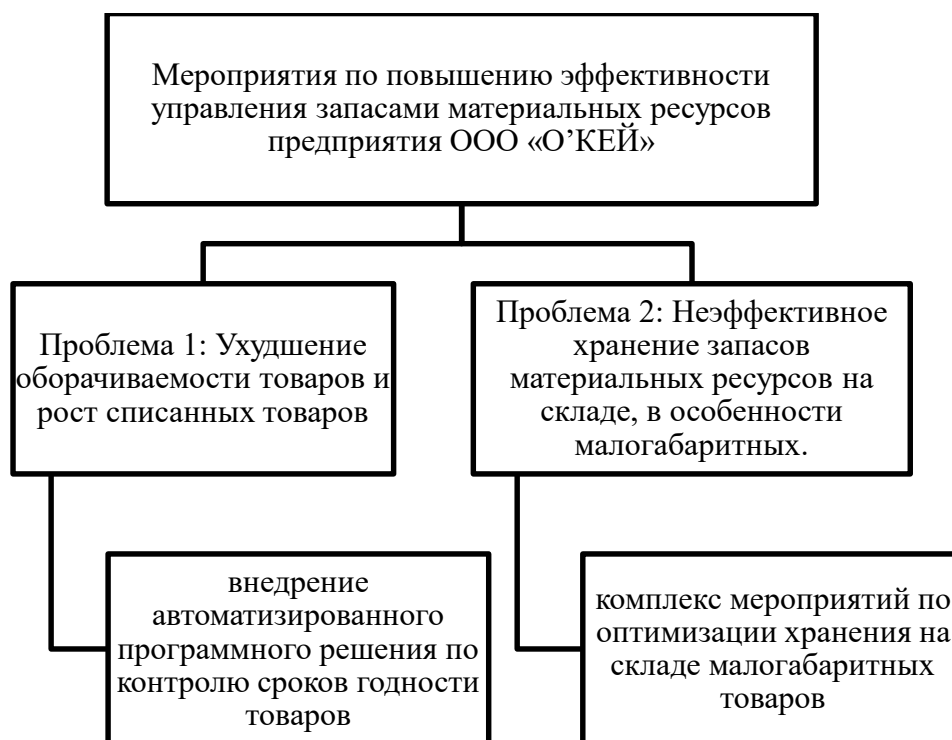 Мероприятия по повышению эффективности
управления запасами материальных ресурсов
предприятия ООО «О’КЕЙ»
Проблема 1: Ухудшение
оборачиваемости товаров и
рост списанных товаров
Проблема 2: Неэффективное
хранение запасов
материальных ресурсов на
складе, в особенности
малогабаритных.
внедрение
автоматизированного
программного решения по
контролю сроков годности
товаров
комплекс мероприятий по
оптимизации хранения на
складе малогабаритных
товаров